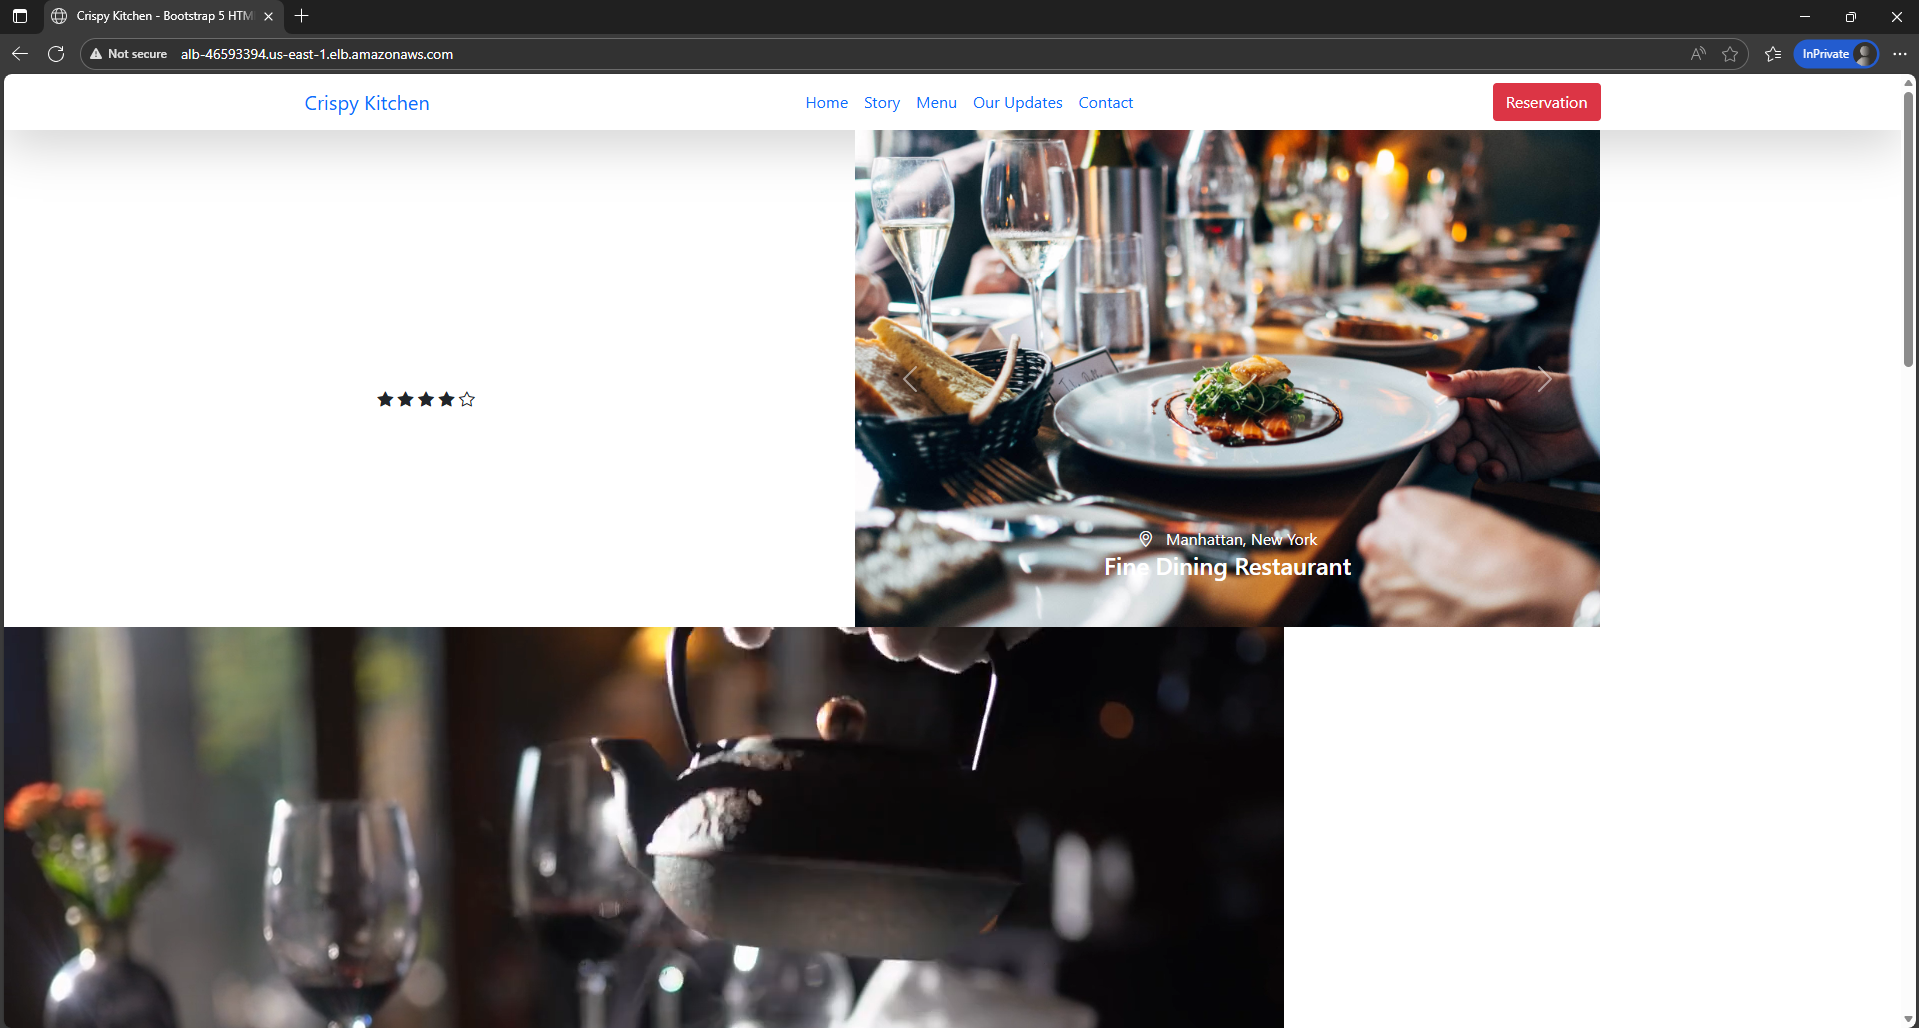 Crispy Kitchen - Bootstrap 5 HTM
Not secure
alb-46593394.us-east-1.elb.amazonaws.com
InPrivate
Crispy Kitchen
Home
Story
Menu
Our Updates
Contact
Reservation
Manhattan, New York
Fine Dining Restaurant